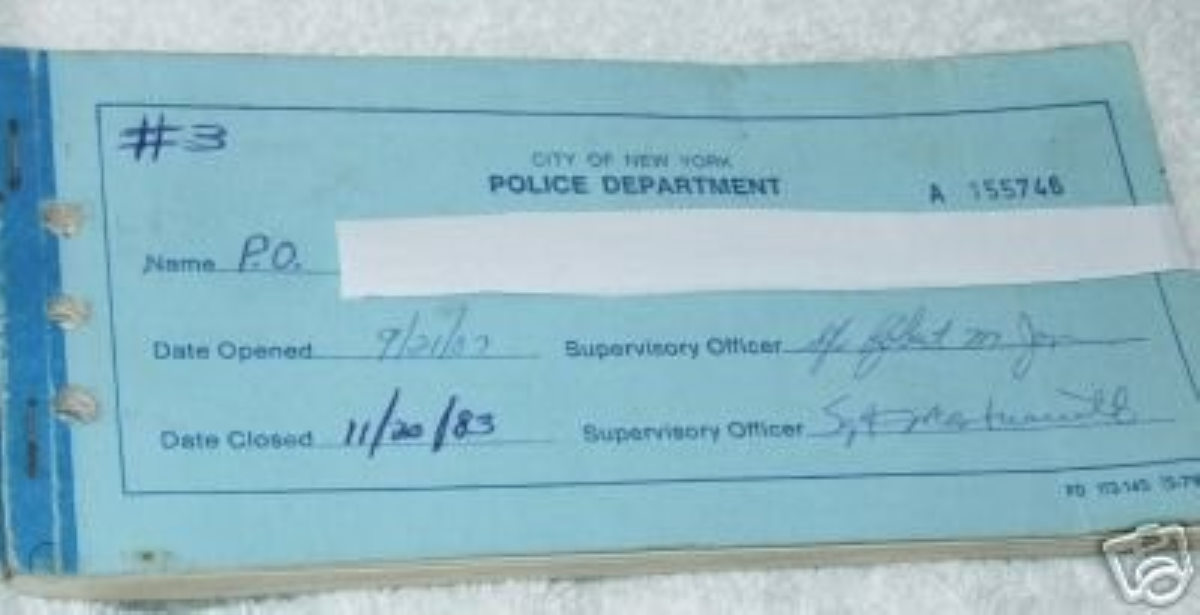 #3
CITY OF NEW YORK
POLICE DEPARTMENT
A 155746
Name P.O.
Date Opened Supervisory Officer
Date Closed 11/20/83 Supervisory Officer
PD